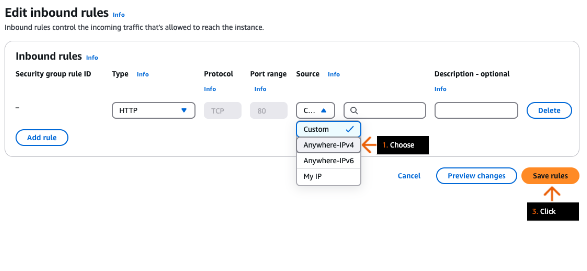 Edit inbound rules Info
Inbound rules control the incoming traffic that's allowed to reach the instance.
Inbound rules Info
Security group rule ID Type Info Protocol Info Port range Info Source Info Description - optional Info
– HTTP TCP 80 C... Delete
Custom
Anywhere-IPv4
Anywhere-IPv6
My IP
Add rule
1. Choose
Cancel Preview changes Save rules
3. Click